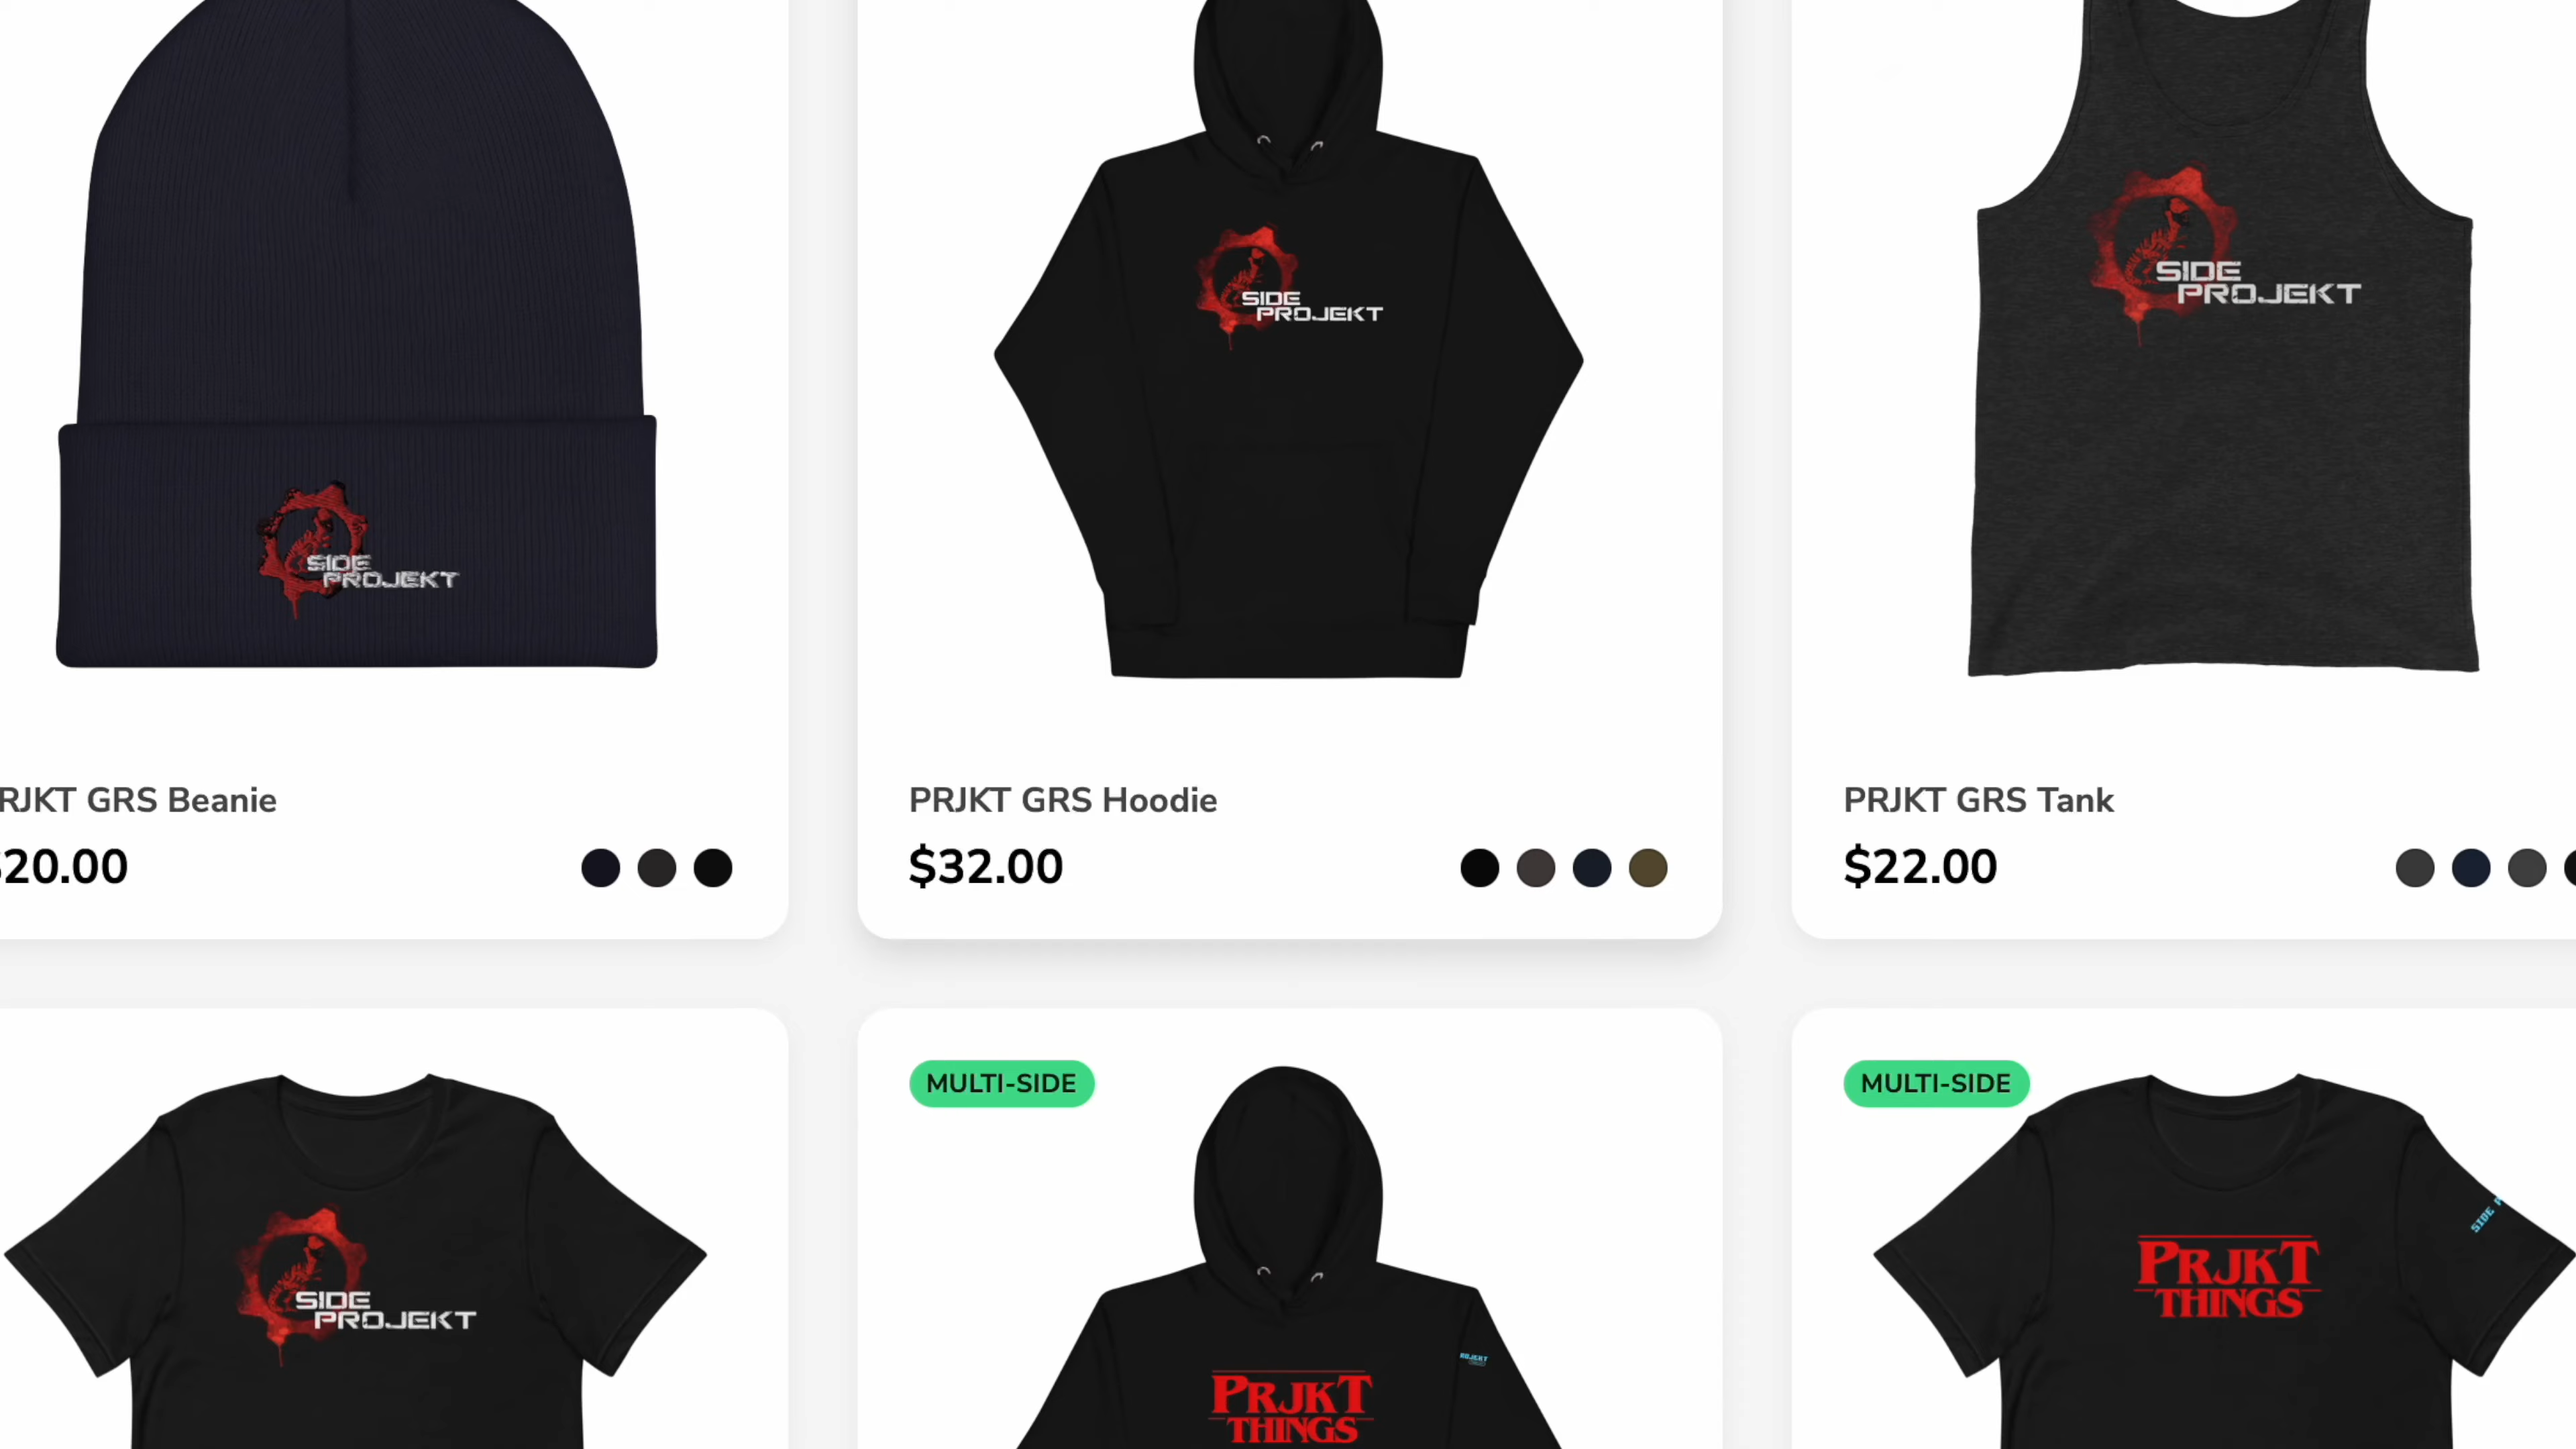 SIDE
PROJEKT
SIDE
PROJEKT
SIDE
PROJEKT
RJKT GRS Beanie
$20.00
PRJKT GRS Hoodie
$32.00
PRJKT GRS Tank
$22.00
SIDE
PROJEKT
MULTI-SIDE
PRJKT
THINGS
MULTI-SIDE
PRJKT
THINGS
SIDE